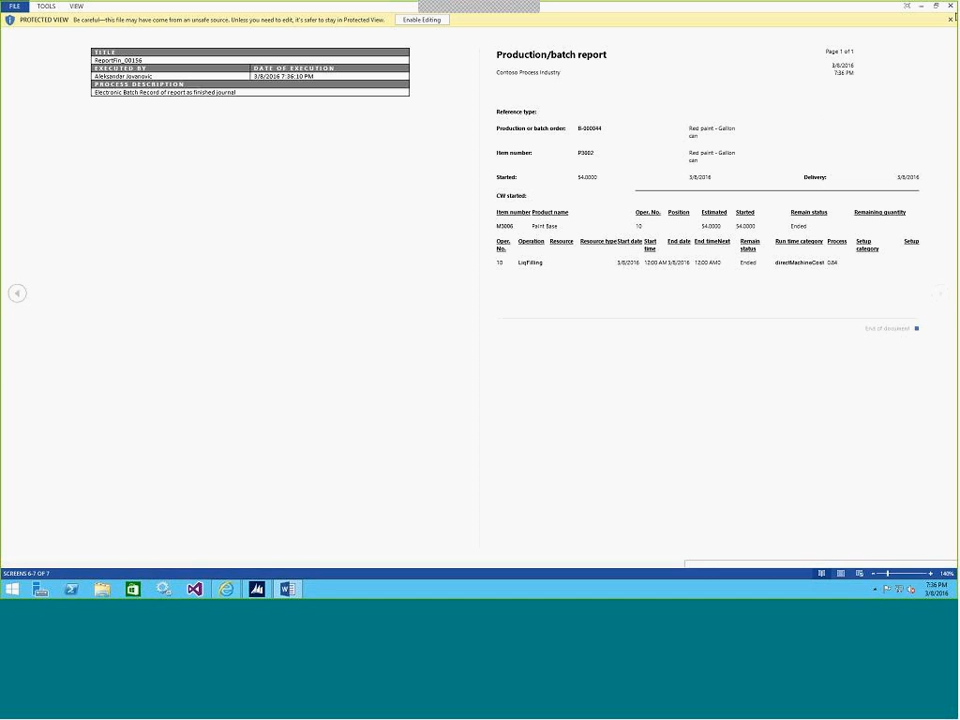 FILE TOOLS VIEW
PROTECTED VIEW Be careful—this file may have come from an unsafe source. Unless you need to edit, it's safer to stay in Protected View. Enable Editing
TITLE
ReportFin_00156
EXECUTED BY DATE OF EXECUTION
Aleksandar Jovanovic 3/8/2016 7:36:10 PM
PROCESS DESCRIPTION
Electronic Batch Record of report as finished journal
Production/batch report Page 1 of 1
Contoso Process Industry 3/8/2016
7:36 PM
Reference type:
Production or batch order: B-000044 Red paint - Gallon
can
Item number: P3002 Red paint - Gallon
can
Started: 54.0000 3/8/2016 Delivery: 3/8/2016
CW started:
Item number Product name Oper. No. Position Estimated Started Remain status Remaining quantity
M3006 Paint Base 10 54.0000 54.0000 Ended
Oper. Operation Resource Resource type Start date Start End date End time Next Remain Run time category Process Setup Setup
No. time status category
10 LiqFilling 3/8/2016 12:00 AM 3/8/2016 12:00 AM 0 Ended directMachineCost
End of document
SCREENS 6-7 OF 7 140%
7:36 PM
3/8/2016